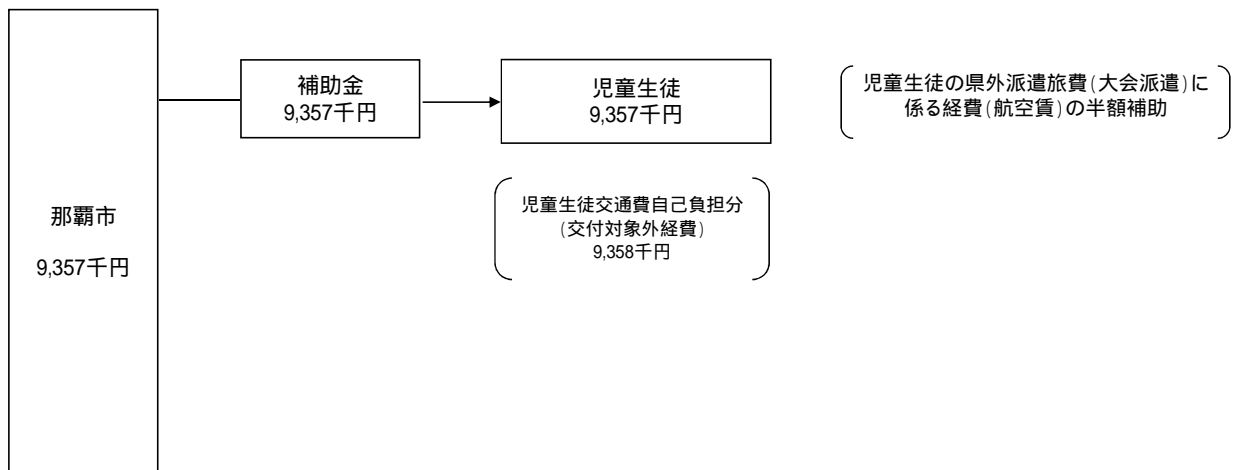 補助金
9,357千円
児童生徒
9,357千円
児童生徒の県外派遣旅費(大会派遣)に
係る経費(航空賃)の半額補助
那覇市
9,357千円
児童生徒交通費自己負担分
(交付対象外経費)
9,358千円